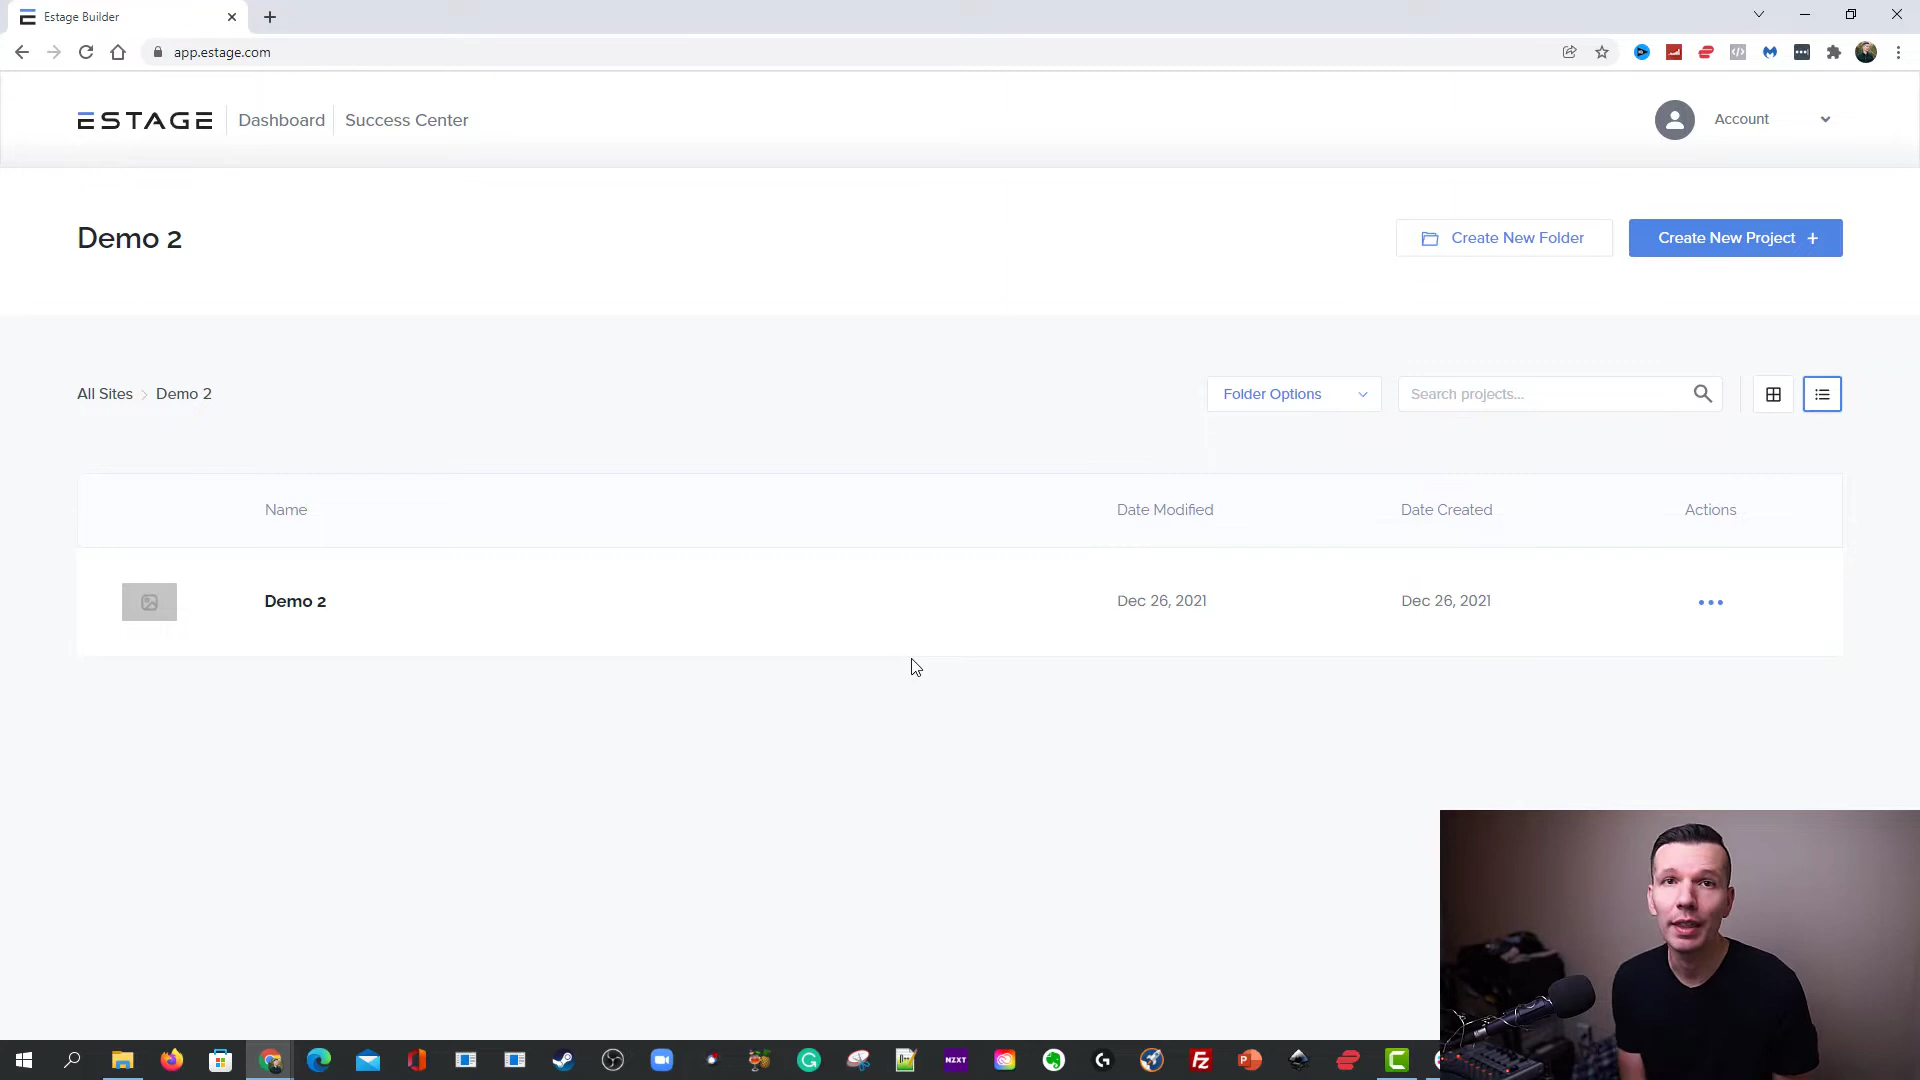 Estage Builder
app.estage.com
ESTAGE
Dashboard
Success Center
Account
Demo 2
Create New Folder
Create New Project +
All Sites > Demo 2
Folder Options
Search projects...
Name
Date Modified
Date Created
Actions
Demo 2
Dec 26, 2021
Dec 26, 2021
NZXT